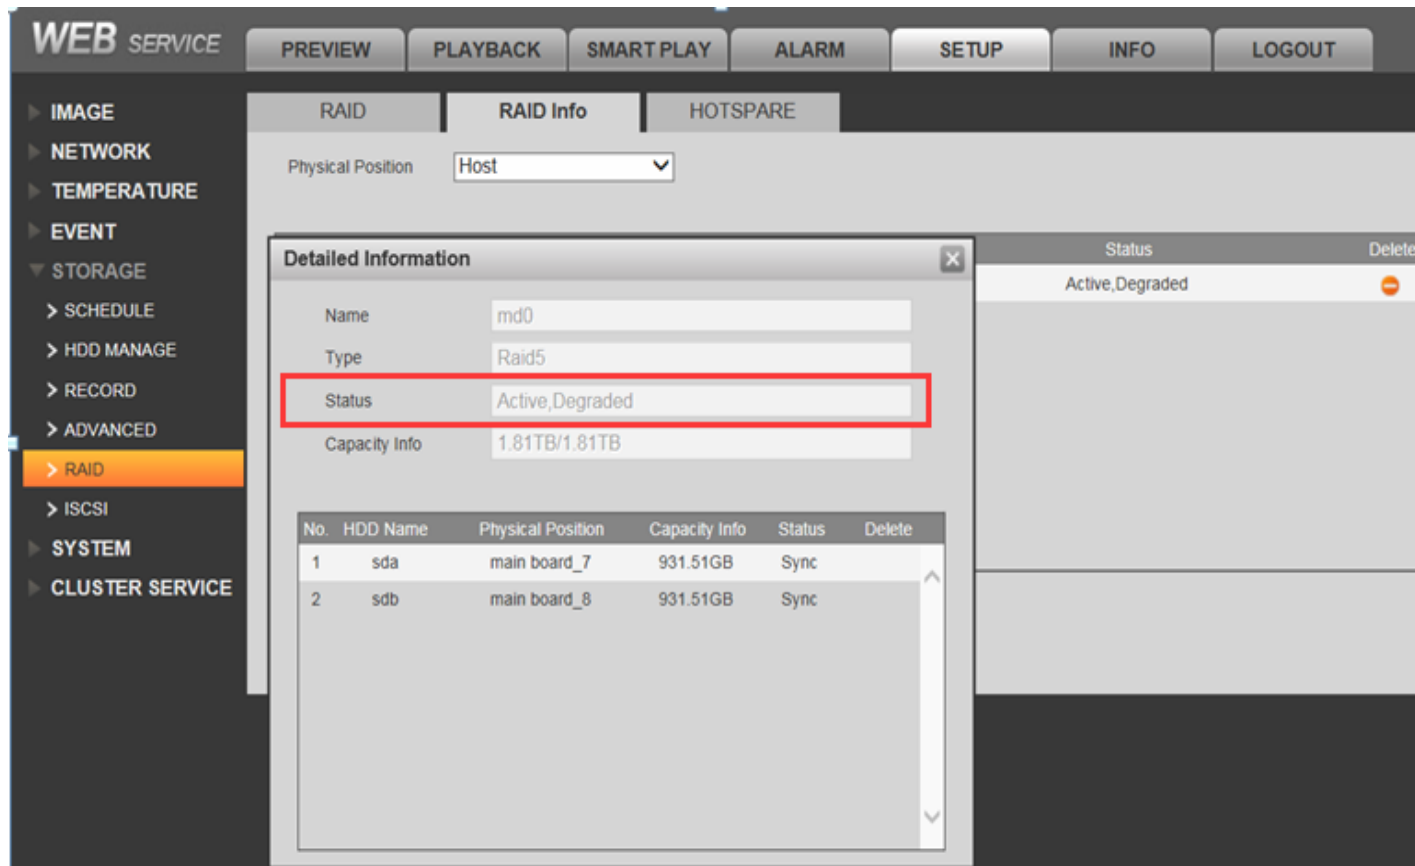 WEB SERVICE
PREVIEW PLAYBACK SMART PLAY ALARM SETUP INFO LOGOUT
IMAGE
NETWORK
TEMPERATURE
EVENT
STORAGE
SCHEDULE
HDD MANAGE
RECORD
ADVANCED
RAID
ISCSI
SYSTEM
CLUSTER SERVICE
RAID RAID Info HOTSPARE
Physical Position Host
Status Delete
Active,Degraded
Detailed Information
Name md0
Type Raid5
Status Active,Degraded
Capacity Info 1.81TB/1.81TB
No. HDD Name Physical Position Capacity Info Status Delete
1 sda main board_7 931.51GB Sync
2 sdb main board_8 931.51GB Sync